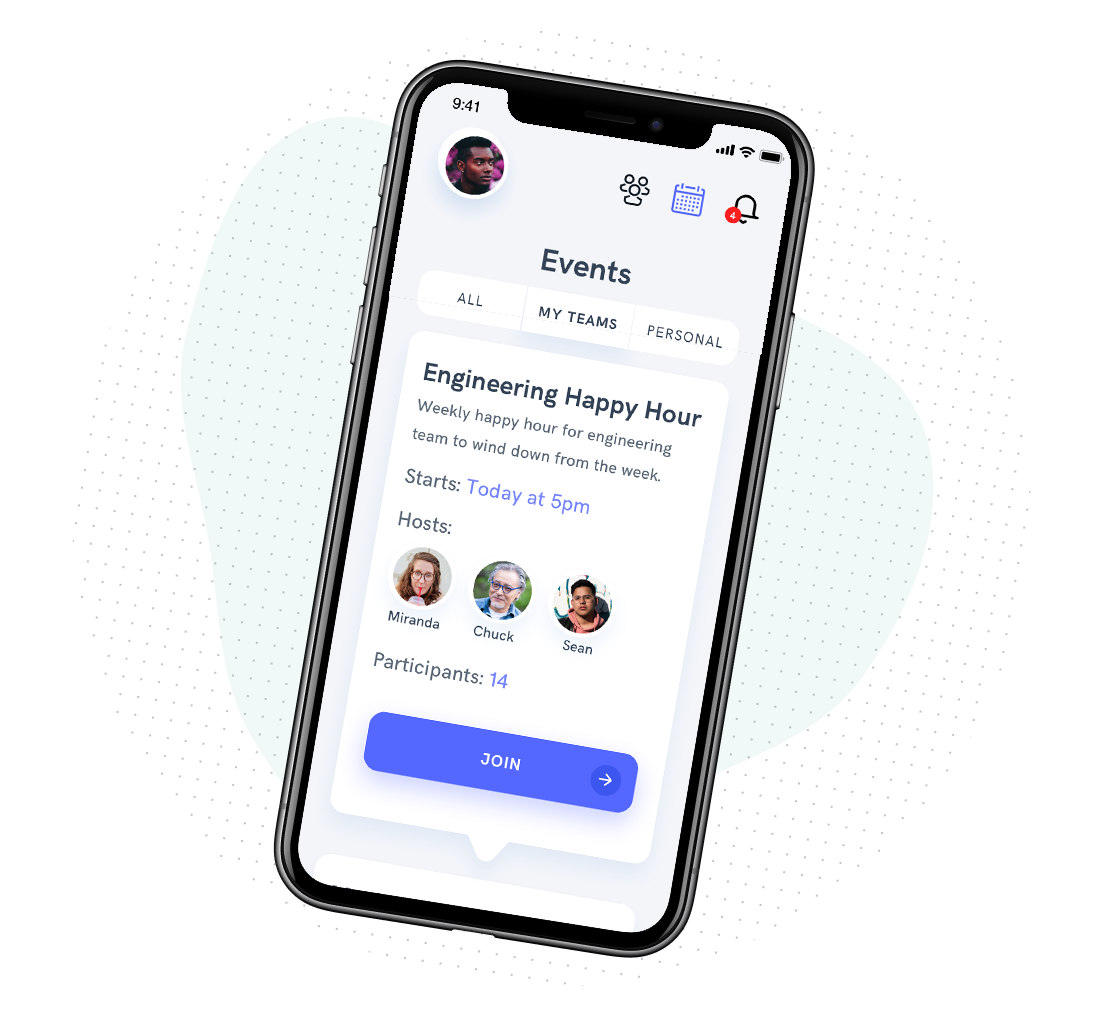 9:41
4
Events
ALL
MY TEAMS
PERSONAL
Engineering Happy Hour
Weekly happy hour for engineering
team to wind down from the week.
Starts: Today at 5pm
Hosts:
Miranda
Chuck
Sean
Participants: 14
JOIN